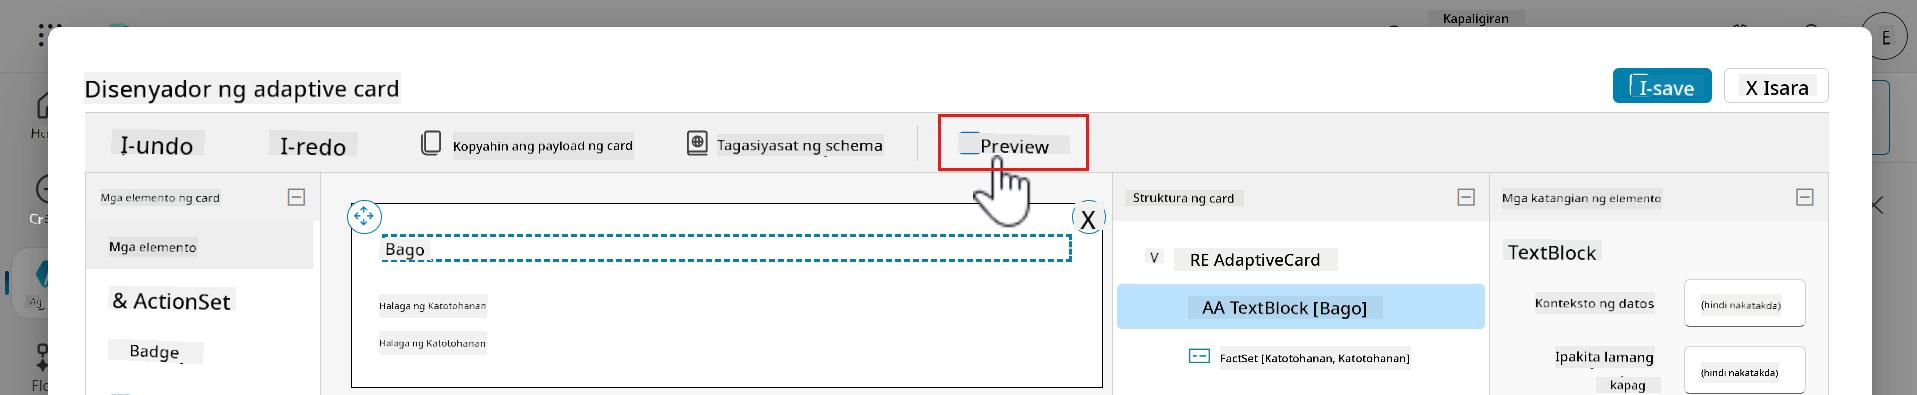 Kapaligiran
E
Disenyador ng adaptive card
I-save
X Isara
I-undo
I-redo
Kopyahin ang payload ng card
Tagasiyasat ng schema
Preview
Mga elemento ng card
Struktura ng card
Mga katangian ng elemento
Mga elemento
X
Bago
V
RE AdaptiveCard
TextBlock
& ActionSet
AA TextBlock [Bago]
Konteksto ng datos
(hindi nakatakda)
Halaga ng Katotohanan
Badge
Halaga ng Katotohanan
FactSet [Katotohanan, Katotohanan]
Ipakita lamang
kapag
(hindi nakatakda)